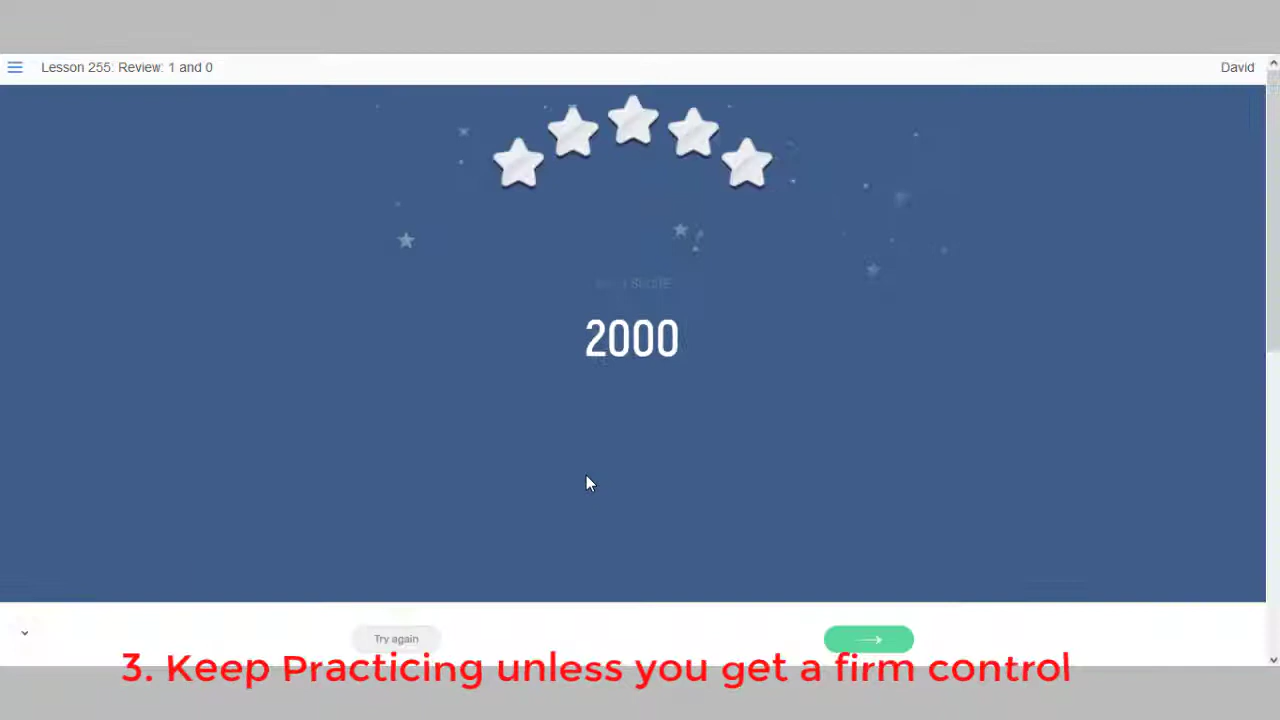 Lesson 255: Review: 1 and 0
David
2000
Try again
3. Keep Practicing unless you get a firm control